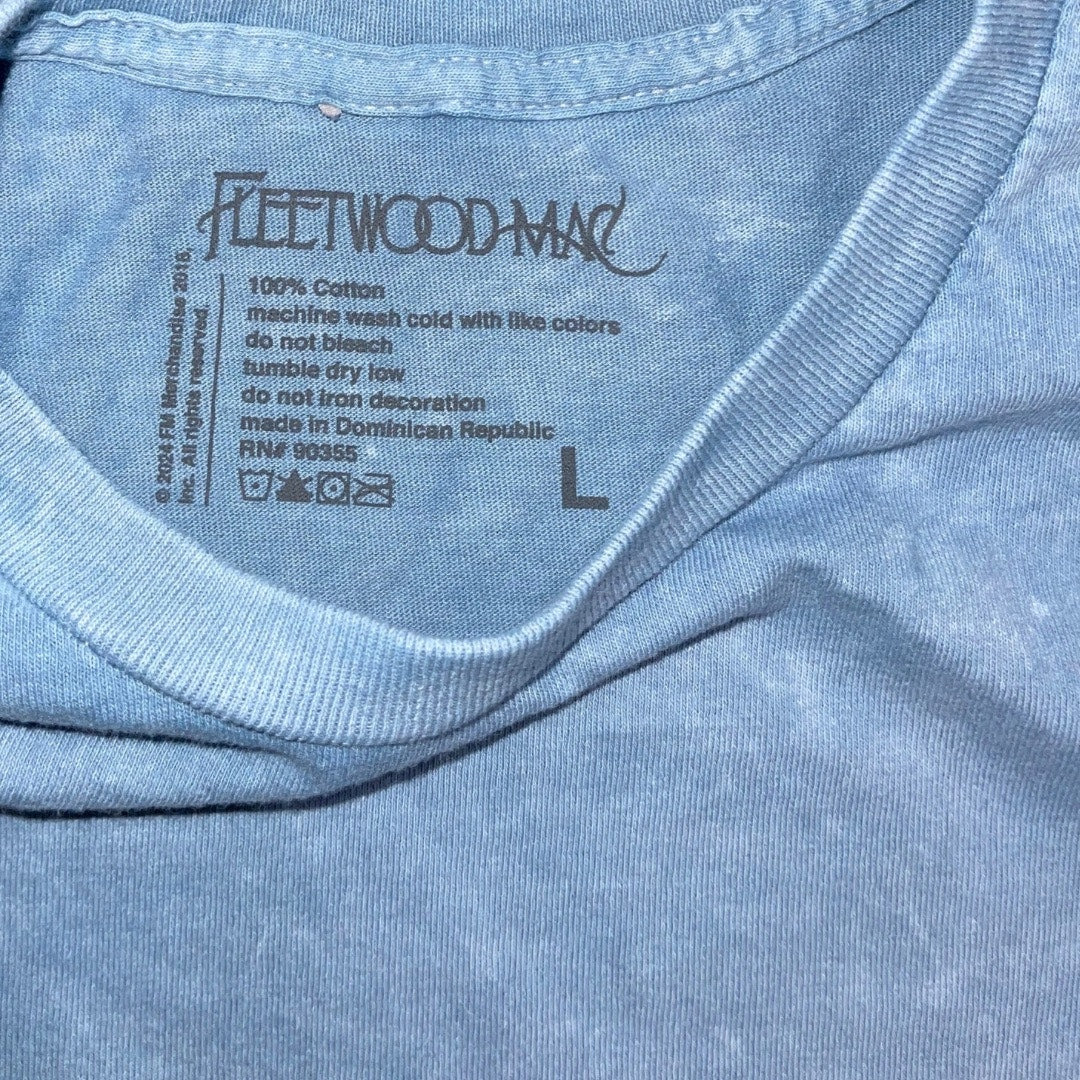 FLEETWOOD MAC
© 2024 FM Merchandise 2016,
Inc. All rights reserved.
100% Cotton
machine wash cold with like colors
do not bleach
tumble dry low
do not iron decoration
made in Dominican Republic
RN# 90355
L